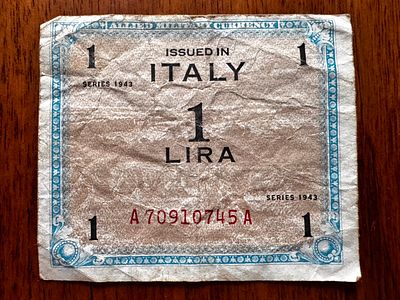 ALLIED MILITARY CURRENCY
1 ISSUED IN 1
SERIES 1943 ITALY
1
LIRA
SERIES 1943
1 A70910745A 1